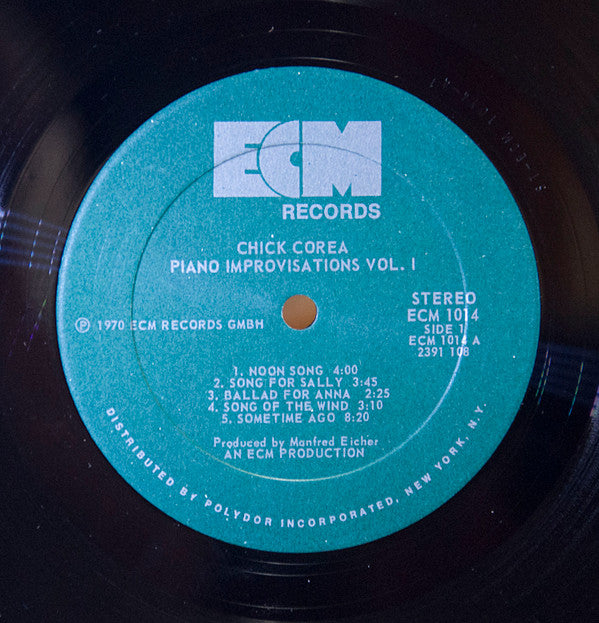 ECM
RECORDS
CHICK COREA
PIANO IMPROVISATIONS VOL. I
STEREO
ECM 1014
SIDE 1
ECM 1014 A
2391 108
℗ 1970 ECM RECORDS GMBH
1. NOON SONG 4:00
2. SONG FOR SALLY 3:45
3. BALLAD FOR ANNA 2:25
4. SONG OF THE WIND 3:10
5. SOMETIME AGO 8:20
Produced by Manfred Eicher
AN ECM PRODUCTION
DISTRIBUTED BY POLYDOR INCORPORATED, NEW YORK, N.Y.